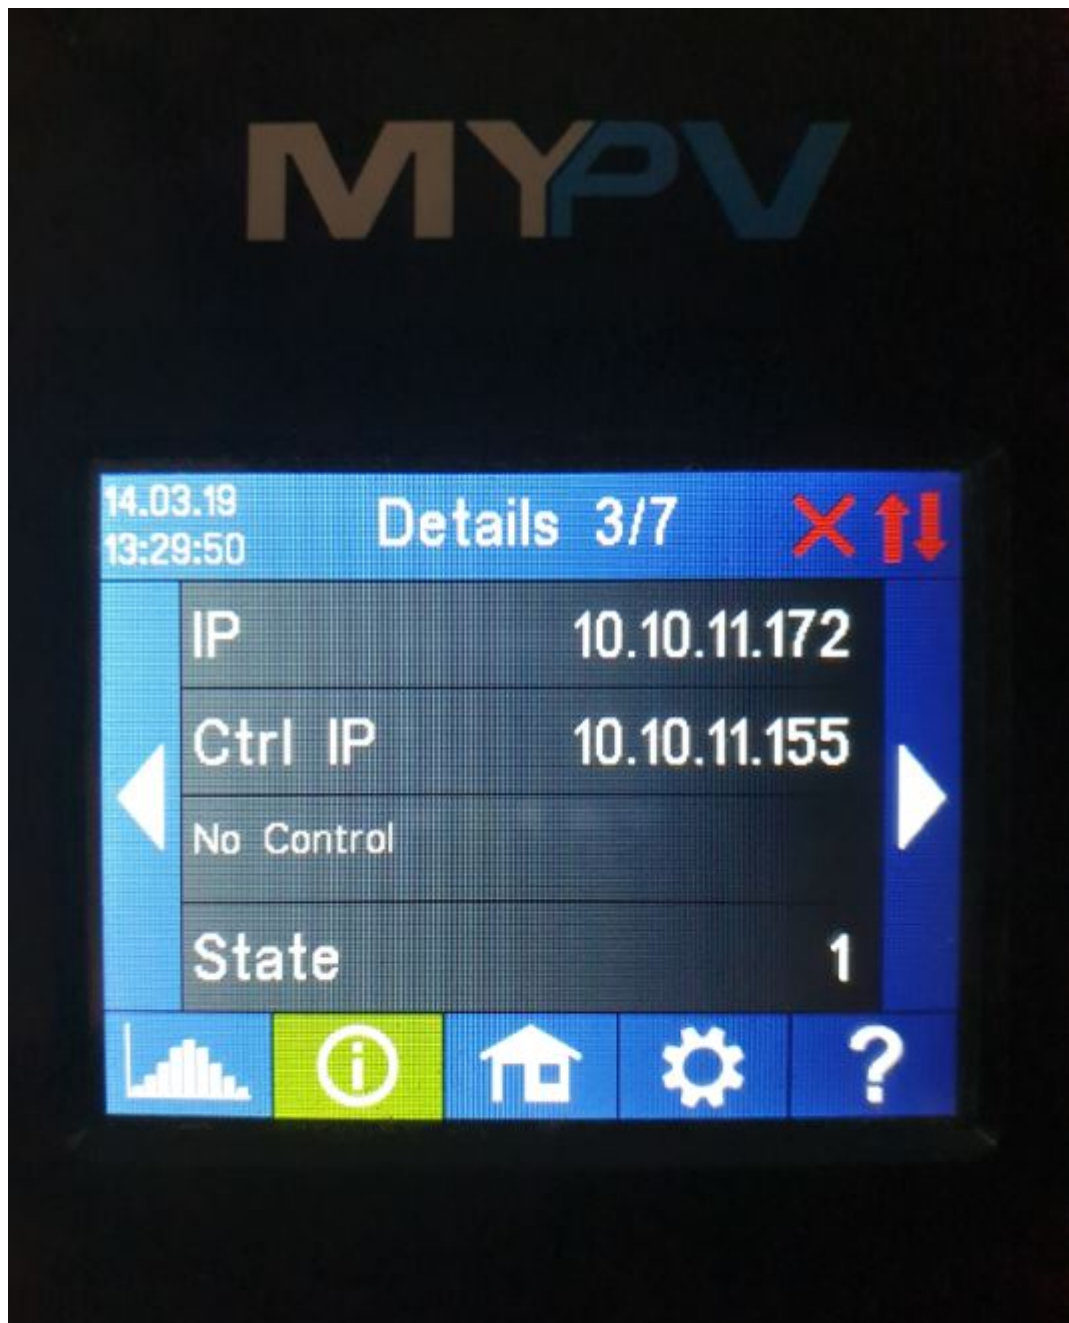 MYPV
14.03.19
13:29:50
Details 3/7
IP 10.10.11.172
Ctrl IP 10.10.11.155
No Control
State 1
?